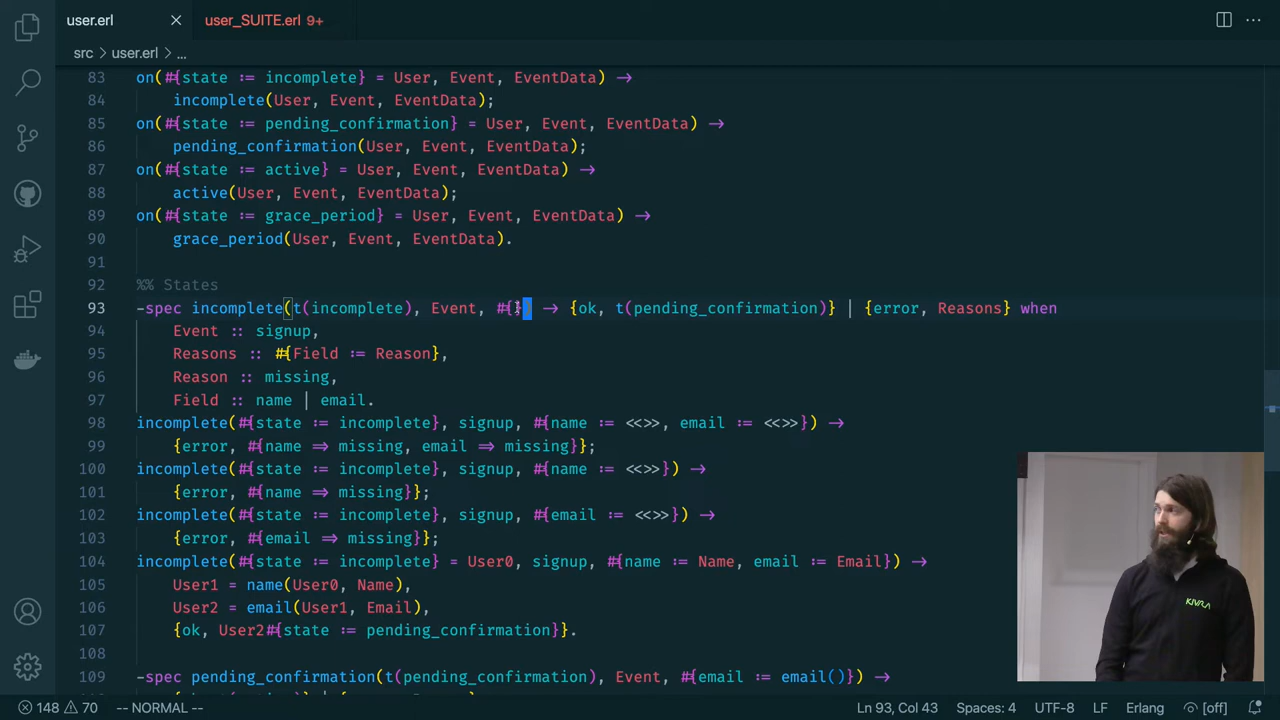 user.erl
user_SUITE.erl 9+
src > user.erl > ...
83 on(#{state := incomplete} = User, Event, EventData) ->
84 incomplete(User, Event, EventData);
85 on(#{state := pending_confirmation} = User, Event, EventData) ->
86 pending_confirmation(User, Event, EventData);
87 on(#{state := active} = User, Event, EventData) ->
88 active(User, Event, EventData);
89 on(#{state := grace_period} = User, Event, EventData) ->
90 grace_period(User, Event, EventData).
91
92 %% States
93 -spec incomplete(t(incomplete), Event, #{}) -> {ok, t(pending_confirmation)} | {error, Reasons} when
94 Event :: signup,
95 Reasons :: #{Field := Reason},
96 Reason :: missing,
97 Field :: name | email.
98 incomplete(#{state := incomplete}, signup, #{name := <<>>, email := <<>>}) ->
99 {error, #{name => missing, email => missing}};
100 incomplete(#{state := incomplete}, signup, #{name := <<>>}) ->
101 {error, #{name => missing}};
102 incomplete(#{state := incomplete}, signup, #{email := <<>>}) ->
103 {error, #{email => missing}};
104 incomplete(#{state := incomplete} = User0, signup, #{name := Name, email := Email}) ->
105 User1 = name(User0, Name),
106 User2 = email(User1, Email),
107 {ok, User2#{state := pending_confirmation}}.
108
109 -spec pending_confirmation(t(pending_confirmation), Event, #{email := email()}) ->
KIVRA
148 70 -- NORMAL -- Ln 93, Col 43 Spaces: 4 UTF-8 LF Erlang [off]